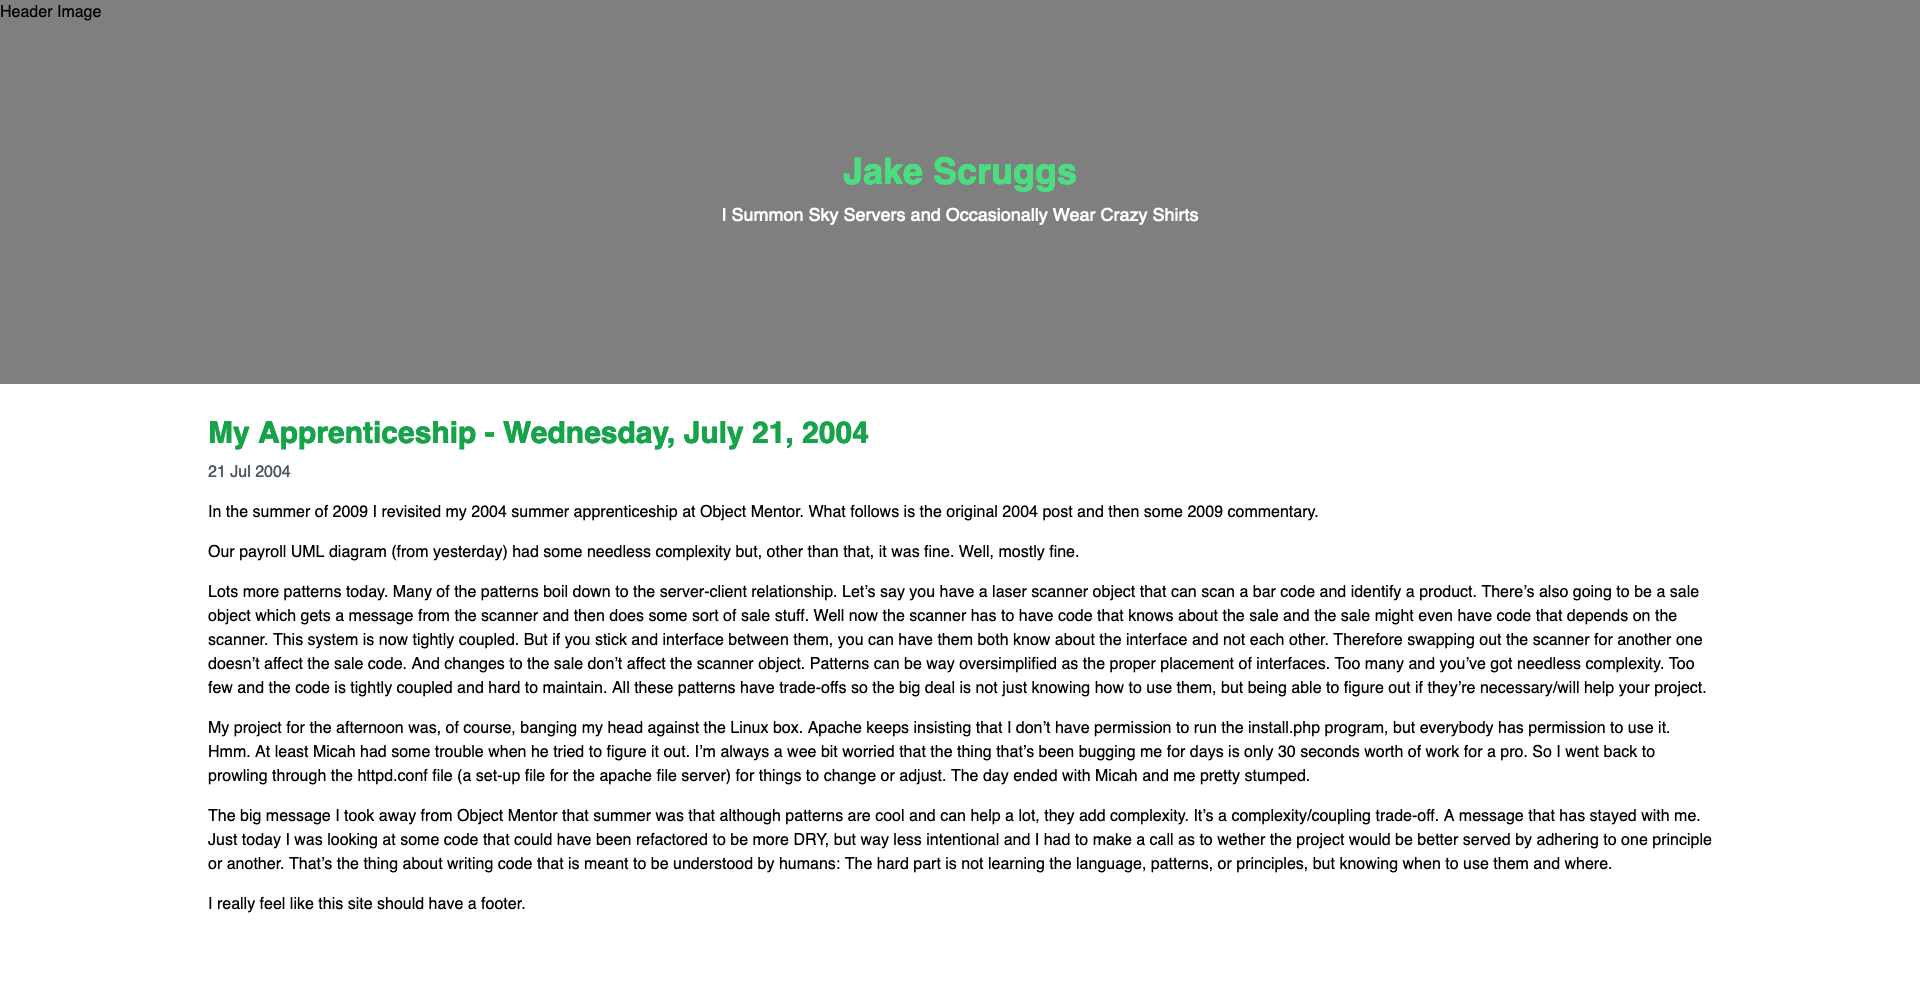 Header Image
Jake Scruggs
I Summon Sky Servers and Occasionally Wear Crazy Shirts
My Apprenticeship - Wednesday, July 21, 2004
21 Jul 2004
In the summer of 2009 I revisited my 2004 summer apprenticeship at Object Mentor. What follows is the original 2004 post and then some 2009 commentary.
Our payroll UML diagram (from yesterday) had some needless complexity but, other than that, it was fine. Well, mostly fine.
Lots more patterns today. Many of the patterns boil down to the server-client relationship. Let’s say you have a laser scanner object that can scan a bar code and identify a product. There’s also going to be a sale
object which gets a message from the scanner and then does some sort of sale stuff. Well now the scanner has to have code that knows about the sale and the sale might even have code that depends on the
scanner. This system is now tightly coupled. But if you stick and interface between them, you can have them both know about the interface and not each other. Therefore swapping out the scanner for another one
doesn’t affect the sale code. And changes to the sale don’t affect the scanner object. Patterns can be way oversimplified as the proper placement of interfaces. Too many and you’ve got needless complexity. Too
few and the code is tightly coupled and hard to maintain. All these patterns have trade-offs so the big deal is not just knowing how to use them, but being able to figure out if they’re necessary/will help your project.
My project for the afternoon was, of course, banging my head against the Linux box. Apache keeps insisting that I don’t have permission to run the install.php program, but everybody has permission to use it.
Hmm. At least Micah had some trouble when he tried to figure it out. I’m always a wee bit worried that the thing that’s been bugging me for days is only 30 seconds worth of work for a pro. So I went back to
prowling through the httpd.conf file (a set-up file for the apache file server) for things to change or adjust. The day ended with Micah and me pretty stumped.
The big message I took away from Object Mentor that summer was that although patterns are cool and can help a lot, they add complexity. It’s a complexity/coupling trade-off. A message that has stayed with me.
Just today I was looking at some code that could have been refactored to be more DRY, but way less intentional and I had to make a call as to wether the project would be better served by adhering to one principle
or another. That’s the thing about writing code that is meant to be understood by humans: The hard part is not learning the language, patterns, or principles, but knowing when to use them and where.
I really feel like this site should have a footer.